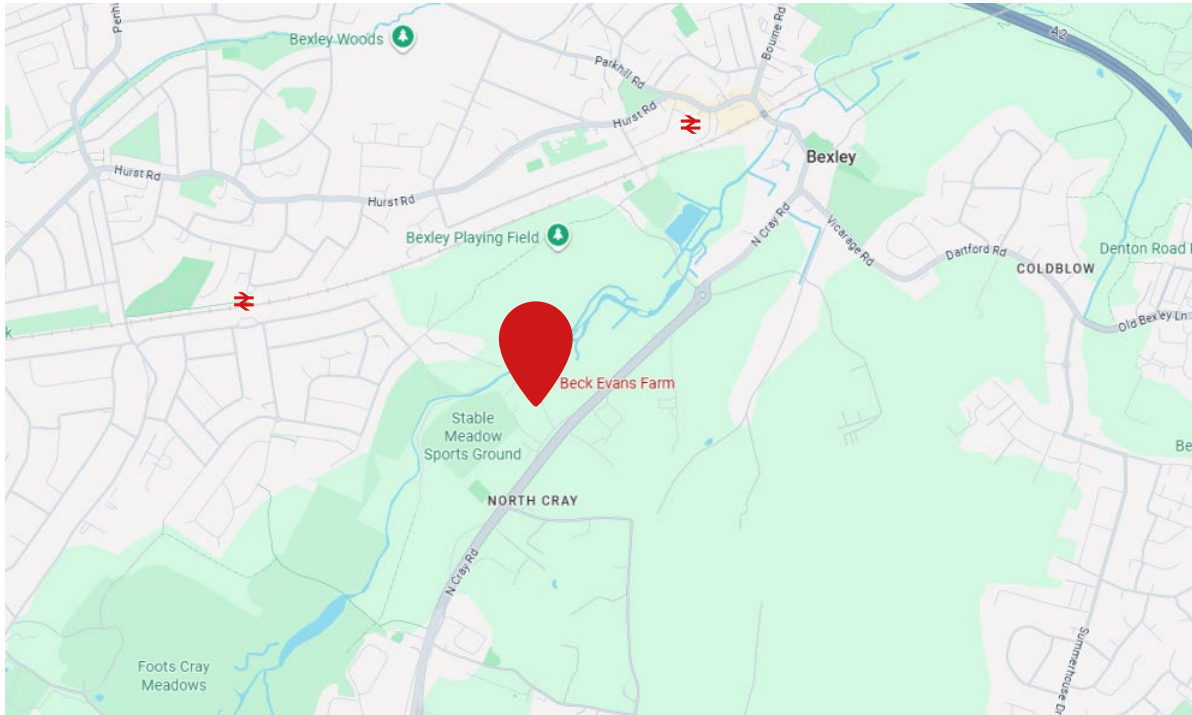 Penhil
Bexley Woods
Parkhill Rd
Bourne Rd
A2
Hurst Rd
Bexley
Hurst Rd
Hurst Rd
N Cray Rd
Vicarage Rd
Bexley Playing Field
Dartford Rd
Denton Road
COLDBLOW
Old Bexley Ln
k
Beck Evans Farm
Stable
Meadow
Sports Ground
Be
NORTH CRAY
N Cray Rd
Summerhouse Dr
Foots Cray
Meadows